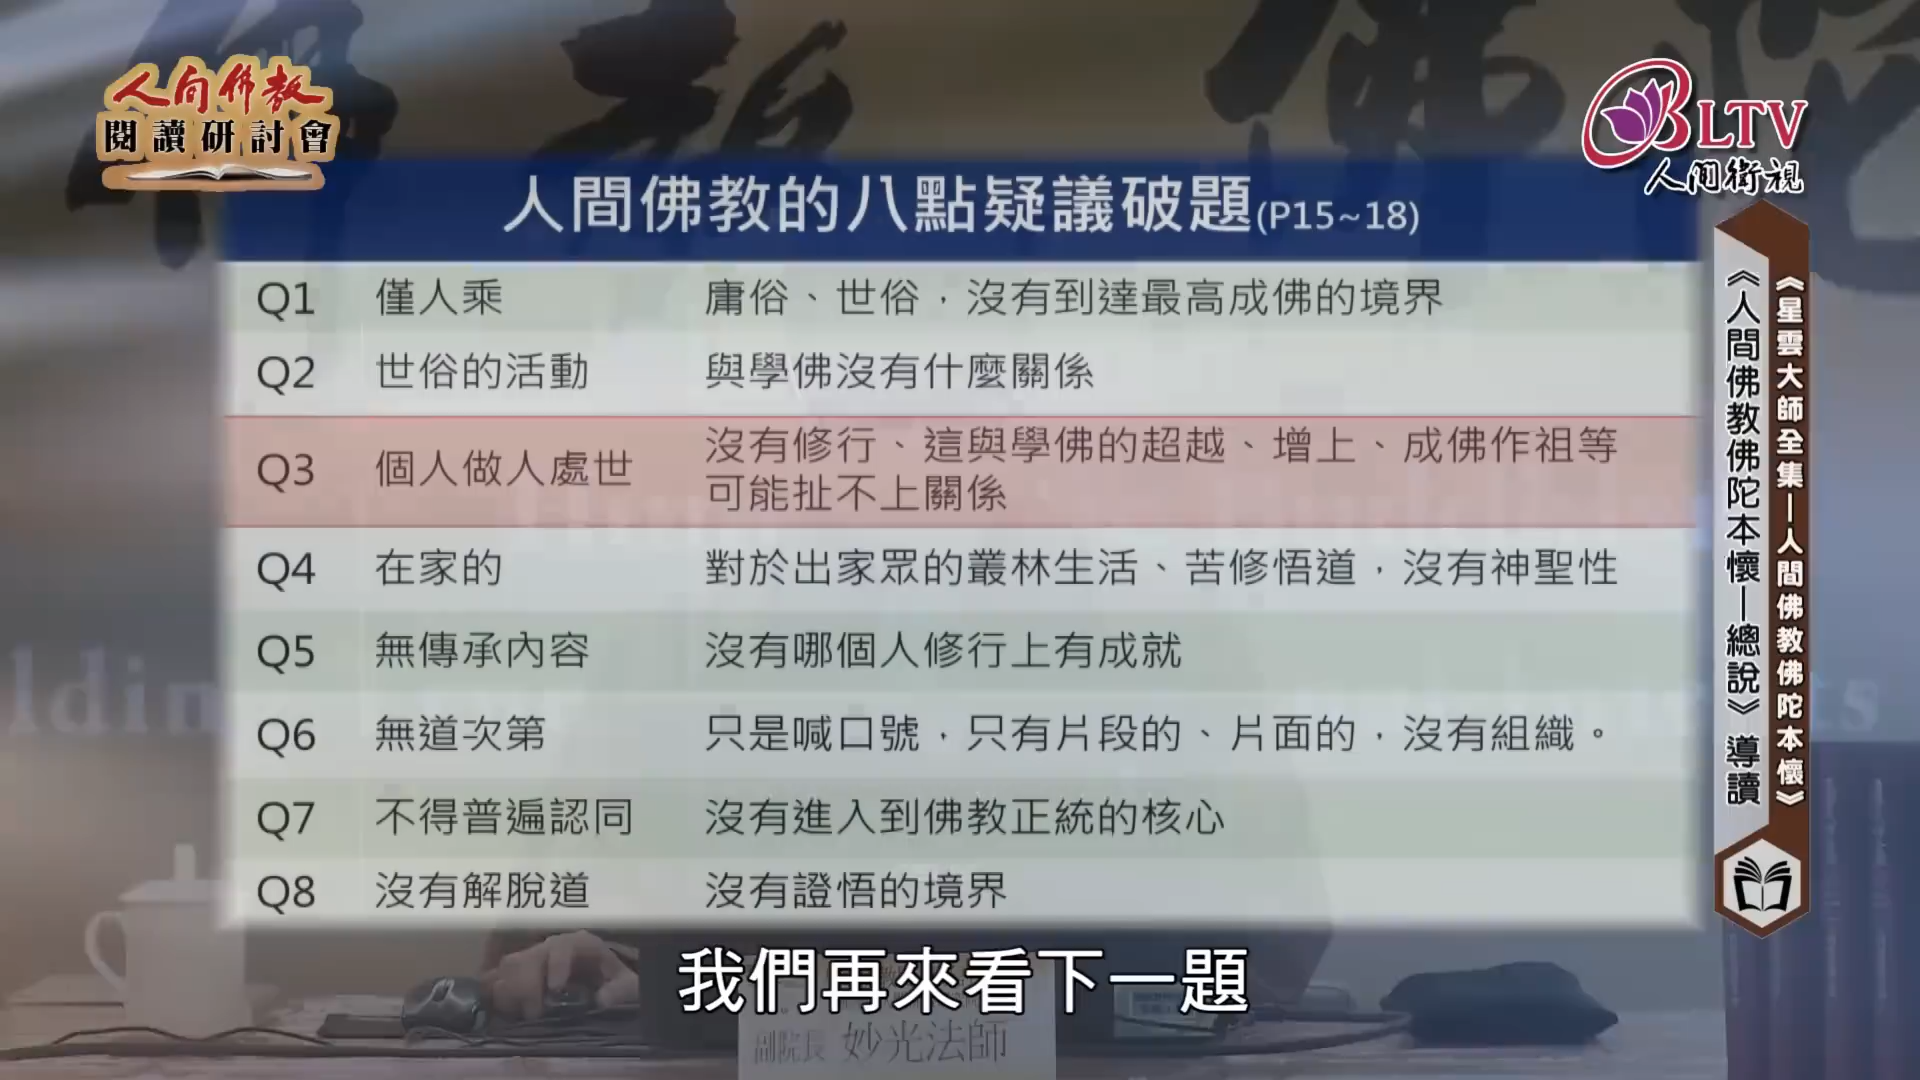 人间佛教
閱讀研討會
BLTV
人间衛視
人間佛教的八點疑議破題(P15~18)
Q1 僅人乘 庸俗、世俗，沒有到達最高成佛的境界
Q2 世俗的活動 與學佛沒有什麼關係
Q3 個人做人處世 沒有修行、這與學佛的超越、增上、成佛作祖等
可能扯不上關係
Q4 在家的 對於出家眾的叢林生活、苦修悟道，沒有神聖性
Q5 無傳承內容 沒有哪個人修行上有成就
Q6 無道次第 只是喊口號，只有片段的、片面的，沒有組織。
Q7 不得普遍認同 沒有進入到佛教正統的核心
Q8 沒有解脫道 沒有證悟的境界
《星雲大師全集—人間佛教佛陀本懷》
《人間佛教佛陀本懷—總說》導讀
我們再來看下一題
副院長 妙光法師